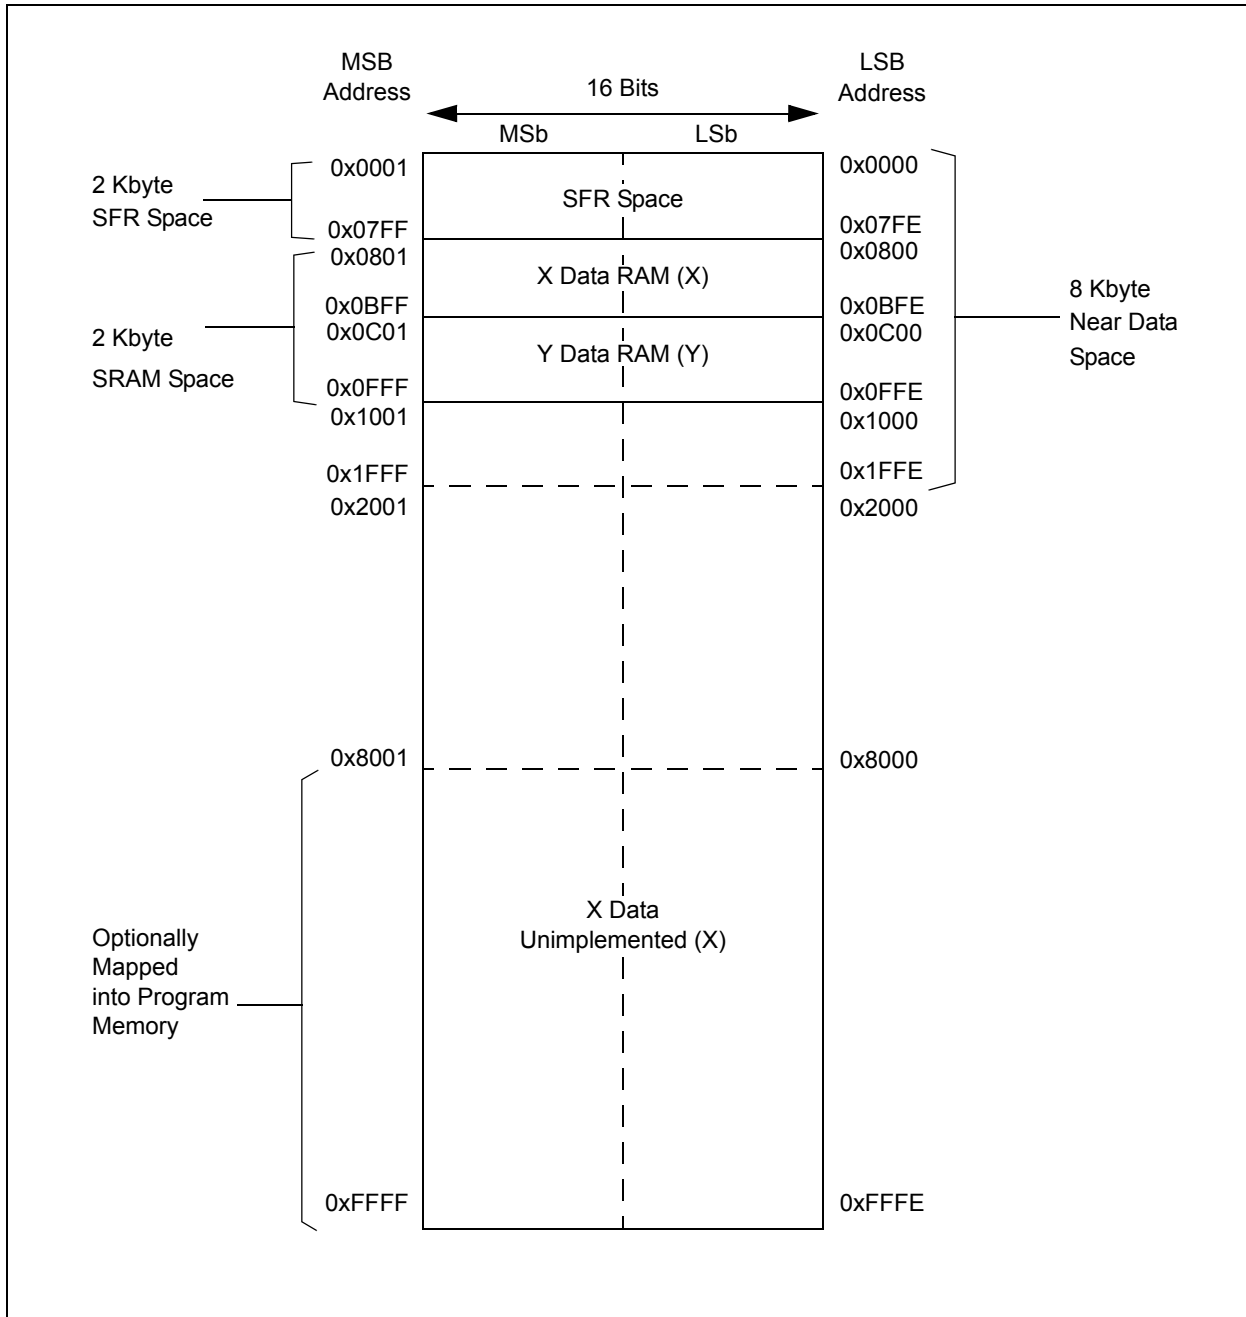 MSB
Address
16 Bits
LSB
Address
MSb
LSb
0x0001
0x0000
2 Kbyte
SFR Space
SFR Space
0x07FF
0x07FE
0x0801
0x0800
X Data RAM (X)
0x0BFF
0x0BFE
0x0C01
0x0C00
2 Kbyte
SRAM Space
Y Data RAM (Y)
8 Kbyte
Near Data
Space
0x0FFF
0x0FFE
0x1001
0x1000
0x1FFF
0x1FFE
0x2001
0x2000
0x8001
0x8000
X Data
Unimplemented (X)
Optionally
Mapped
into Program
Memory
0xFFFF
0xFFFE